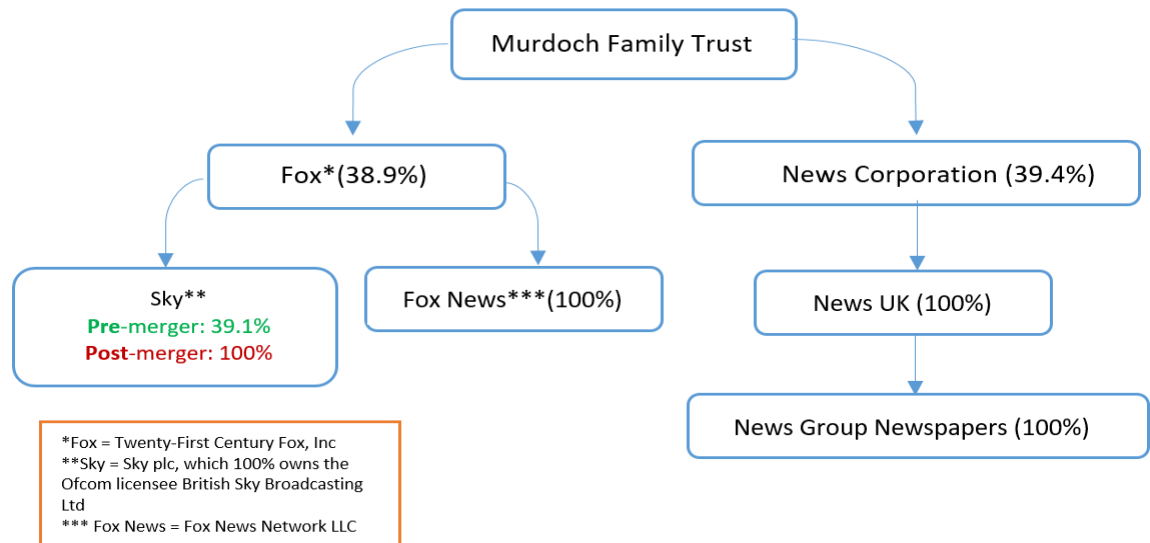 Murdoch Family Trust
Fox*(38.9%)
News Corporation (39.4%)
Sky**
Pre-merger: 39.1%
Post-merger: 100%
Fox News***(100%)
News UK (100%)
News Group Newspapers (100%)
*Fox = Twenty-First Century Fox, Inc
**Sky = Sky plc, which 100% owns the
Ofcom licensee British Sky Broadcasting
Ltd
*** Fox News = Fox News Network LLC